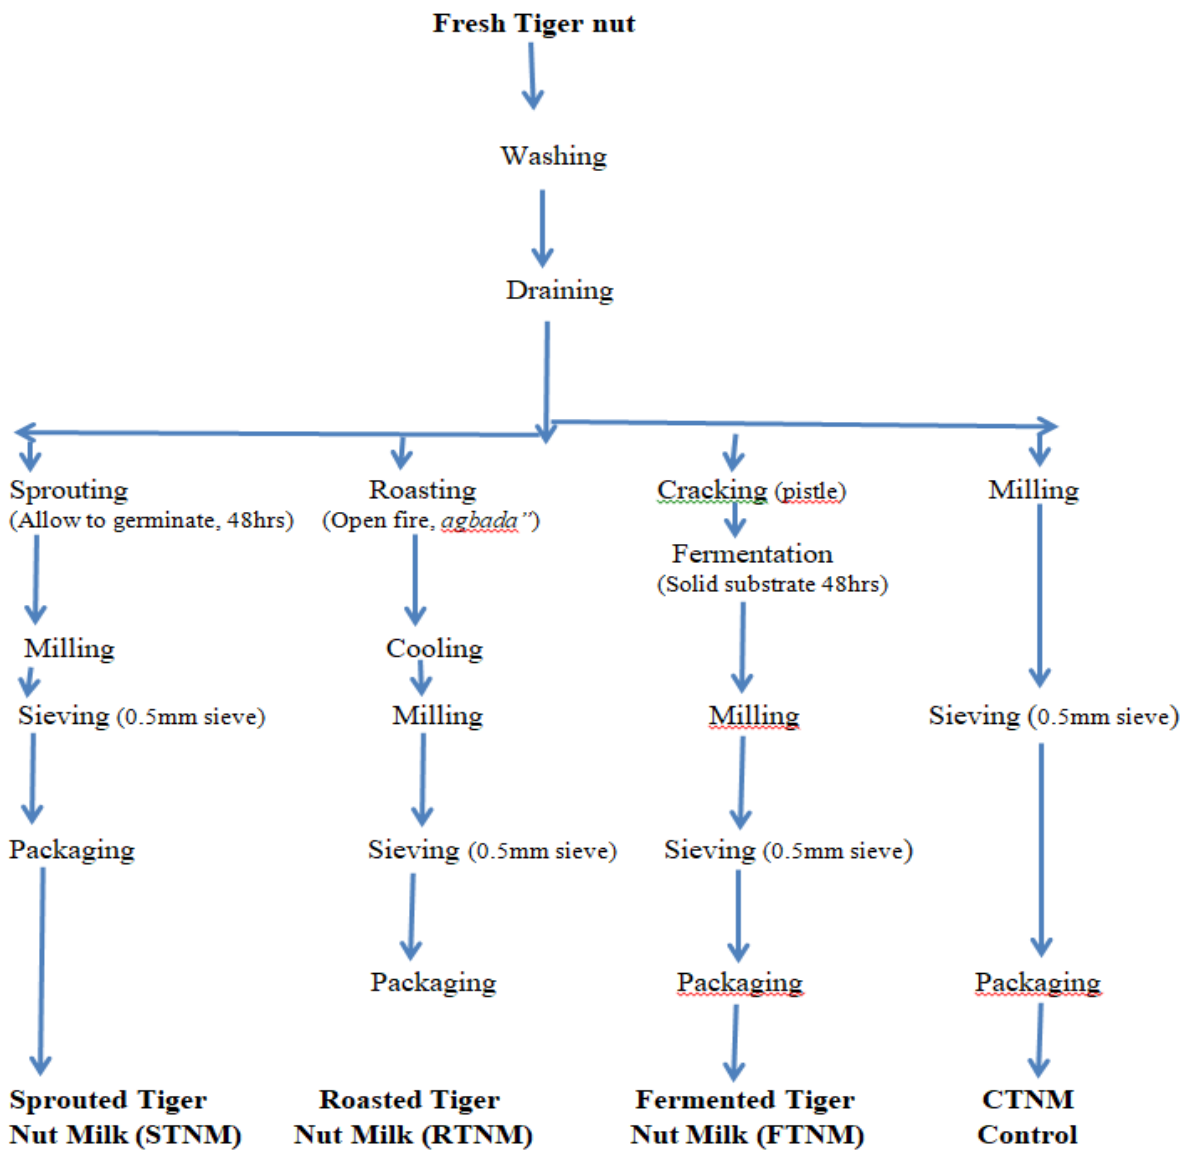 Fresh Tiger nut
Washing
Draining
Sprouting
(Allow to germinate, 48hrs)
Milling
Sieving (0.5mm sieve)
Packaging
Sprouted Tiger
Nut Milk (STNM)
Roasting
(Open fire, agbada”)
Cooling
Milling
Sieving (0.5mm sieve)
Packaging
Roasted Tiger
Nut Milk (RTNM)
Cracking (pistle)
Fermentation
(Solid substrate 48hrs)
Milling
Sieving (0.5mm sieve)
Packaging
Fermented Tiger
Nut Milk (FTNM)
Milling
Sieving (0.5mm sieve)
Packaging
CTNM
Control